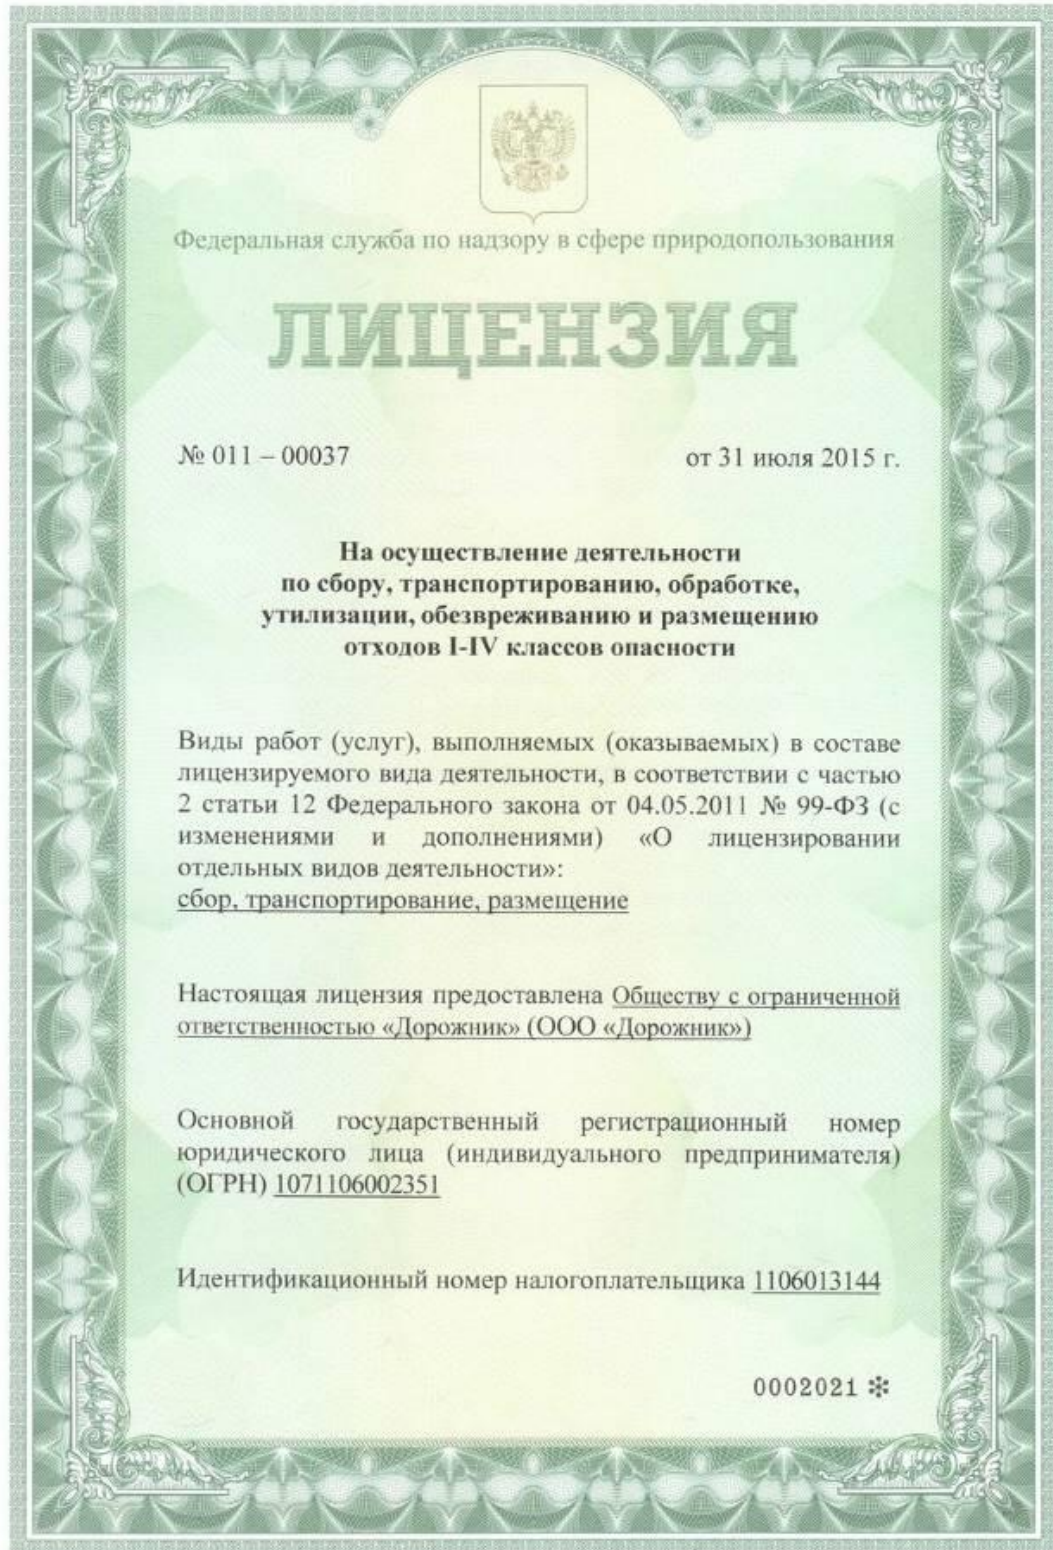 Федеральная служба по надзору в сфере природопользования
ЛИЦЕНЗИЯ
№ 011 – 00037 от 31 июля 2015 г.
На осуществление деятельности
по сбору, транспортированию, обработке,
утилизации, обезвреживанию и размещению
отходов I-IV классов опасности
Виды работ (услуг), выполняемых (оказываемых) в составе
лицензируемого вида деятельности, в соответствии с частью
2 статьи 12 Федерального закона от 04.05.2011 № 99-ФЗ (с
изменениями и дополнениями) «О лицензировании
отдельных видов деятельности»:
сбор, транспортирование, размещение
Настоящая лицензия предоставлена Обществу с ограниченной
ответственностью «Дорожник» (ООО «Дорожник»)
Основной государственный регистрационный номер
юридического лица (индивидуального предпринимателя)
(ОГРН) 1071106002351
Идентификационный номер налогоплательщика 1106013144
0002021 ✻